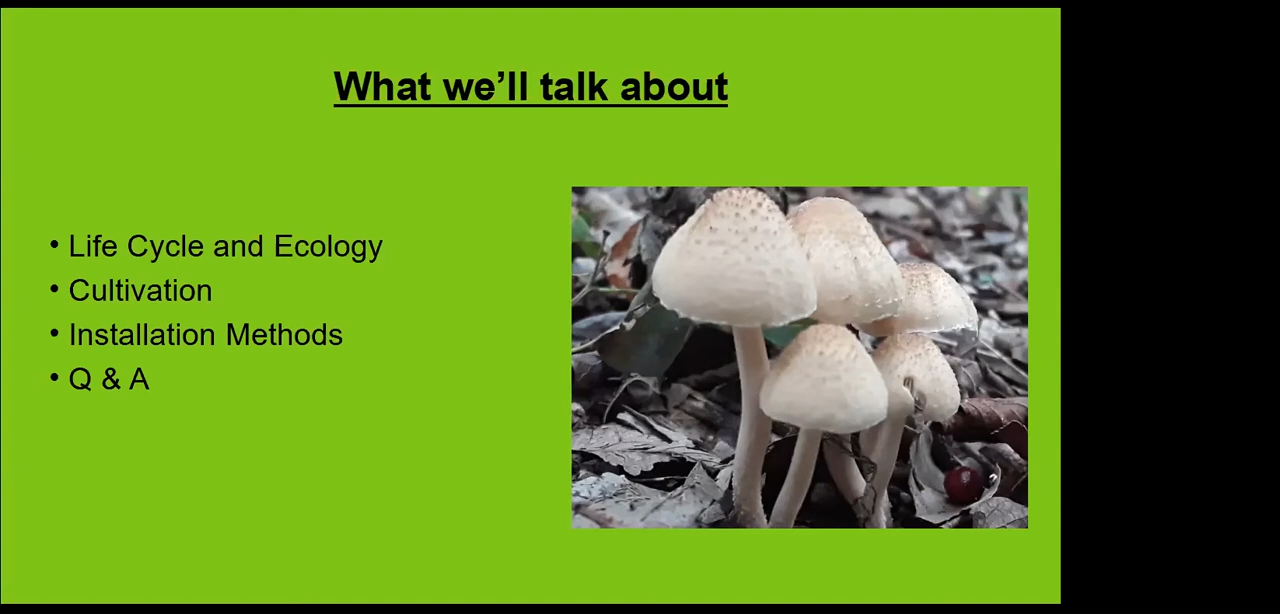 What we’ll talk about
• Life Cycle and Ecology
• Cultivation
• Installation Methods
• Q & A